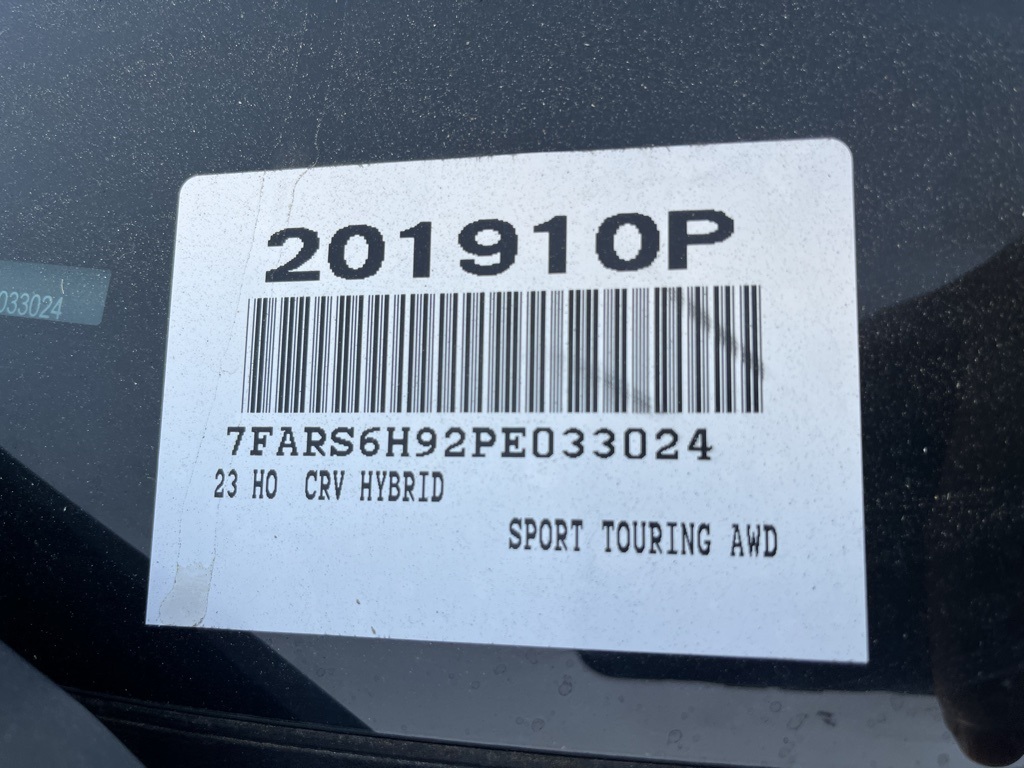 201910P
033024
7FARS6H92PE033024
23 HO CRV HYBRID
SPORT TOURING AWD